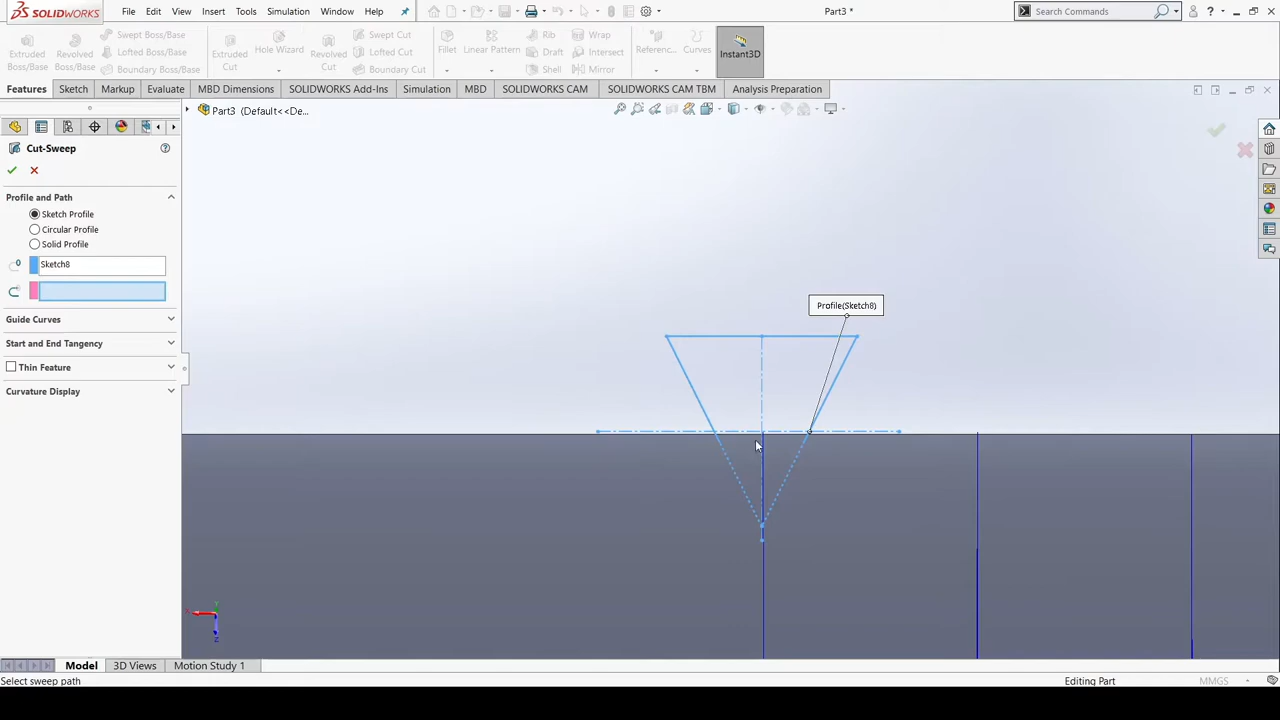 SOLIDWORKS
File
Edit
View
Insert
Tools
Simulation
Window
Help
Part3 *
Search Commands
?
Extruded
Boss/Base
Revolved
Boss/Base
Swept Boss/Base
Lofted Boss/Base
Boundary Boss/Base
Extruded
Cut
Hole Wizard
Revolved
Cut
Swept Cut
Lofted Cut
Boundary Cut
Fillet
Linear Pattern
Rib
Draft
Shell
Wrap
Intersect
Mirror
Referenc...
Curves
Instant3D
Features
Sketch
Markup
Evaluate
MBD Dimensions
SOLIDWORKS Add-Ins
Simulation
MBD
SOLIDWORKS CAM
SOLIDWORKS CAM TBM
Analysis Preparation
Part3 (Default<<De...
Cut-Sweep
Profile and Path
Sketch Profile
Circular Profile
Solid Profile
Sketch8
Guide Curves
Start and End Tangency
Thin Feature
Curvature Display
Profile(Sketch8)
Model
3D Views
Motion Study 1
Select sweep path
Editing Part
MMGS